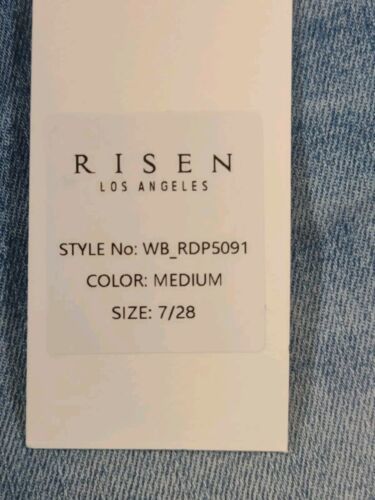 RISEN
LOS ANGELES
STYLE No: WB_RDP5091
COLOR: MEDIUM
SIZE: 7/28